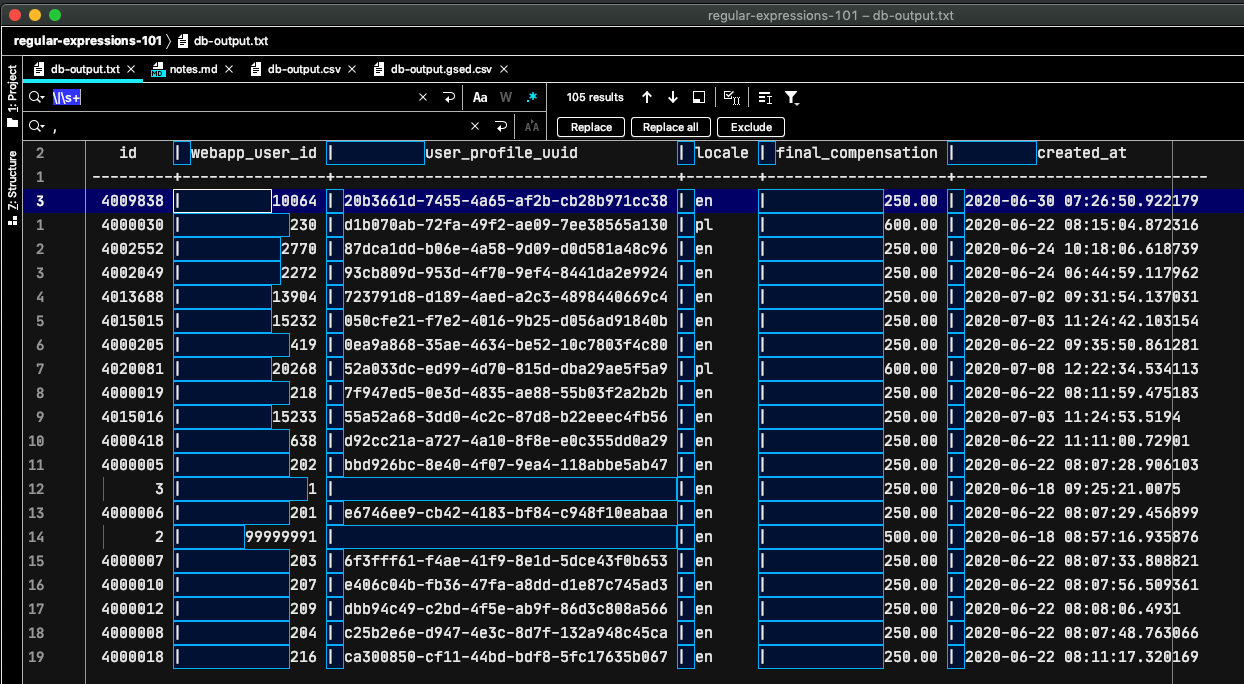 regular-expressions-101 – db-output.txt
regular-expressions-101 〉 db-output.txt
db-output.txt × notes.md × db-output.csv × db-output.gsed.csv ×
1: Project
Z: Structure
\|\s+ × Aa W .* 105 results
, × Replace Replace all Exclude
2 id | webapp_user_id | user_profile_uuid | locale | final_compensation | created_at
1 ---------+----------------+--------------------------------------+--------+--------------------+----------------------------
3 4009838 | 10064 | 20b3661d-7455-4a65-af2b-cb28b971cc38 | en | 250.00 | 2020-06-30 07:26:50.922179
1 4000030 | 230 | d1b070ab-72fa-49f2-ae09-7ee38565a130 | pl | 600.00 | 2020-06-22 08:15:04.872316
2 4002552 | 2770 | 87dca1dd-b06e-4a58-9d09-d0d581a48c96 | en | 250.00 | 2020-06-24 10:18:06.618739
3 4002049 | 2272 | 93cb809d-953d-4f70-9ef4-8441da2e9924 | en | 250.00 | 2020-06-24 06:44:59.117962
4 4013688 | 13904 | 723791d8-d189-4aed-a2c3-4898440669c4 | en | 250.00 | 2020-07-02 09:31:54.137031
5 4015015 | 15232 | 050cfe21-f7e2-4016-9b25-d056ad91840b | en | 250.00 | 2020-07-03 11:24:42.103154
6 4000205 | 419 | 0ea9a868-35ae-4634-be52-10c7803f4c80 | en | 250.00 | 2020-06-22 09:35:50.861281
7 4020081 | 20268 | 52a033dc-ed99-4d70-815d-dba29ae5f5a9 | pl | 600.00 | 2020-07-08 12:22:34.534113
8 4000019 | 218 | 7f947ed5-0e3d-4835-ae88-55b03f2a2b2b | en | 250.00 | 2020-06-22 08:11:59.475183
9 4015016 | 15233 | 55a52a68-3dd0-4c2c-87d8-b22eeec4fb56 | en | 250.00 | 2020-07-03 11:24:53.5194
10 4000418 | 638 | d92cc21a-a727-4a10-8f8e-e0c355dd0a29 | en | 250.00 | 2020-06-22 11:11:00.72901
11 4000005 | 202 | bbd926bc-8e40-4f07-9ea4-118abbe5ab47 | en | 250.00 | 2020-06-22 08:07:28.906103
12 3 | 1 | | en | 250.00 | 2020-06-18 09:25:21.0075
13 4000006 | 201 | e6746ee9-cb42-4183-bf84-c948f10eabaa | en | 250.00 | 2020-06-22 08:07:29.456899
14 2 | 99999991 | | en | 500.00 | 2020-06-18 08:57:16.935876
15 4000007 | 203 | 6f3fff61-f4ae-41f9-8e1d-5dce43f0b653 | en | 250.00 | 2020-06-22 08:07:33.808821
16 4000010 | 207 | e406c04b-fb36-47fa-a8dd-d1e87c745ad3 | en | 250.00 | 2020-06-22 08:07:56.509361
17 4000012 | 209 | dbb94c49-c2bd-4f5e-ab9f-86d3c808a566 | en | 250.00 | 2020-06-22 08:08:06.4931
18 4000008 | 204 | c25b2e6e-d947-4e3c-8d7f-132a948c45ca | en | 250.00 | 2020-06-22 08:07:48.763066
19 4000018 | 216 | ca300850-cf11-44bd-bdf8-5fc17635b067 | en | 250.00 | 2020-06-22 08:11:17.320169